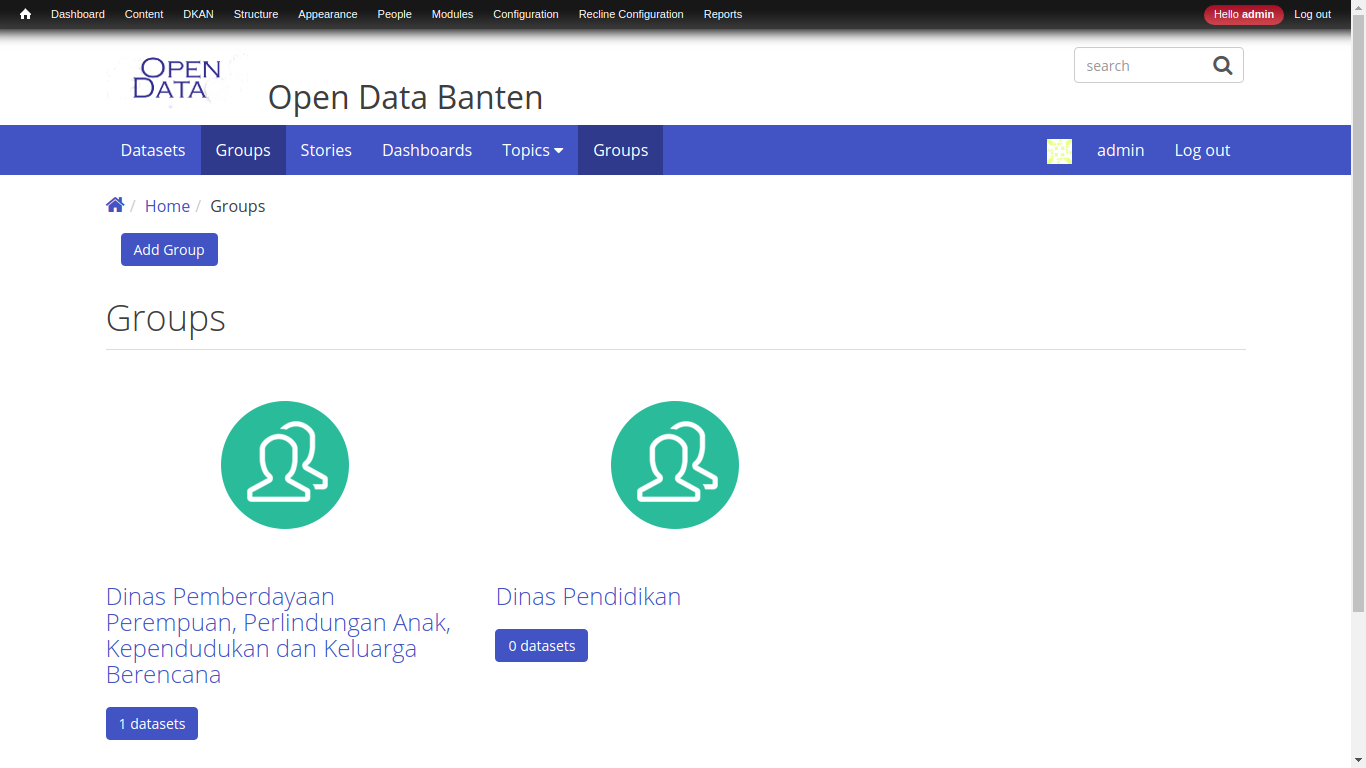 Dashboard Content DKAN Structure Appearance People Modules Configuration Recline Configuration Reports Hello admin Log out
OPEN
DATA
Open Data Banten
search
Datasets Groups Stories Dashboards Topics Groups admin Log out
/ Home / Groups
Add Group
Groups
Dinas Pemberdayaan
Perempuan, Perlindungan Anak,
Kependudukan dan Keluarga
Berencana
1 datasets
Dinas Pendidikan
0 datasets